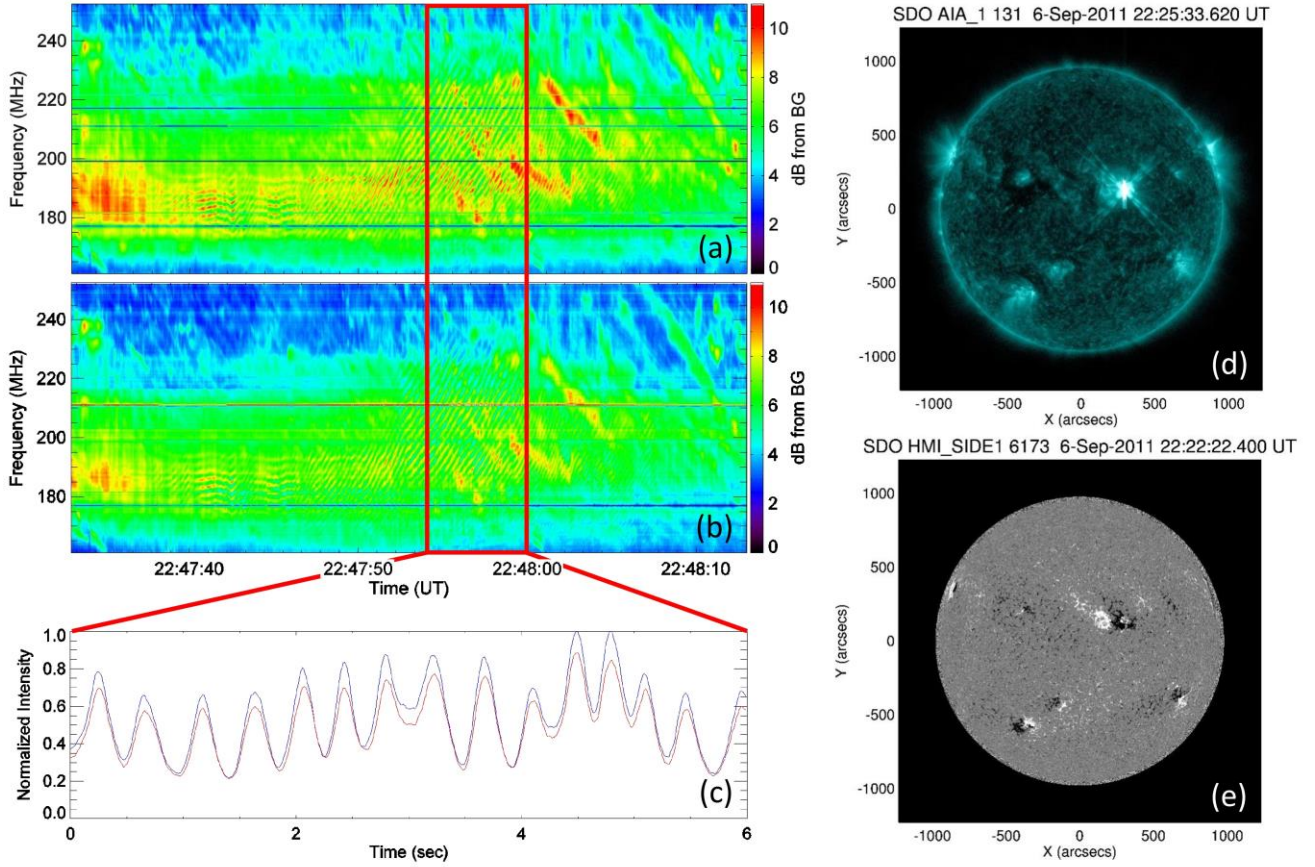 240
220
200
180
Frequency (MHz)
(a)
10
8
6
4
2
0
dB from BG
240
220
200
180
Frequency (MHz)
(b)
10
8
6
4
2
0
dB from BG
22:47:40 22:47:50 22:48:00 22:48:10
Time (UT)
1.0
0.8
0.6
0.4
0.2
0.0
Normalized Intensity
(c)
0 2 4 6
Time (sec)
SDO AIA_1 131 6-Sep-2011 22:25:33.620 UT
1000
500
0
-500
-1000
Y (arcsecs)
(d)
-1000 -500 0 500 1000
X (arcsecs)
SDO HMI_SIDE1 6173 6-Sep-2011 22:22:22.400 UT
1000
500
0
-500
-1000
Y (arcsecs)
(e)
-1000 -500 0 500 1000
X (arcsecs)